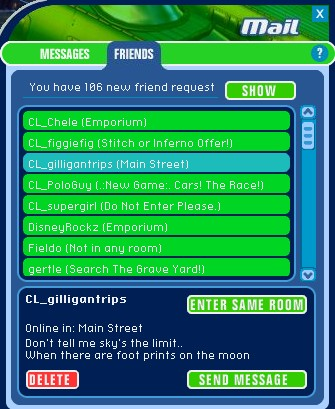 X
Mail
MESSAGES FRIENDS ?
You have 106 new friend request SHOW
CL_Chele (Emporium)
CL_figgiefig (Stitch or Inferno Offer!)
CL_gilligantrips (Main Street)
CL_PoloGuy (.:New Game:. Cars! The Race!)
CL_supergirl (Do Not Enter Please.)
DisneyRockz (Emporium)
Fieldo (Not in any room)
gertle (Search The Grave Yard!)
CL_gilligantrips
ENTER SAME ROOM
Online in: Main Street
Don't tell me sky's the limit..
When there are foot prints on the moon
DELETE SEND MESSAGE